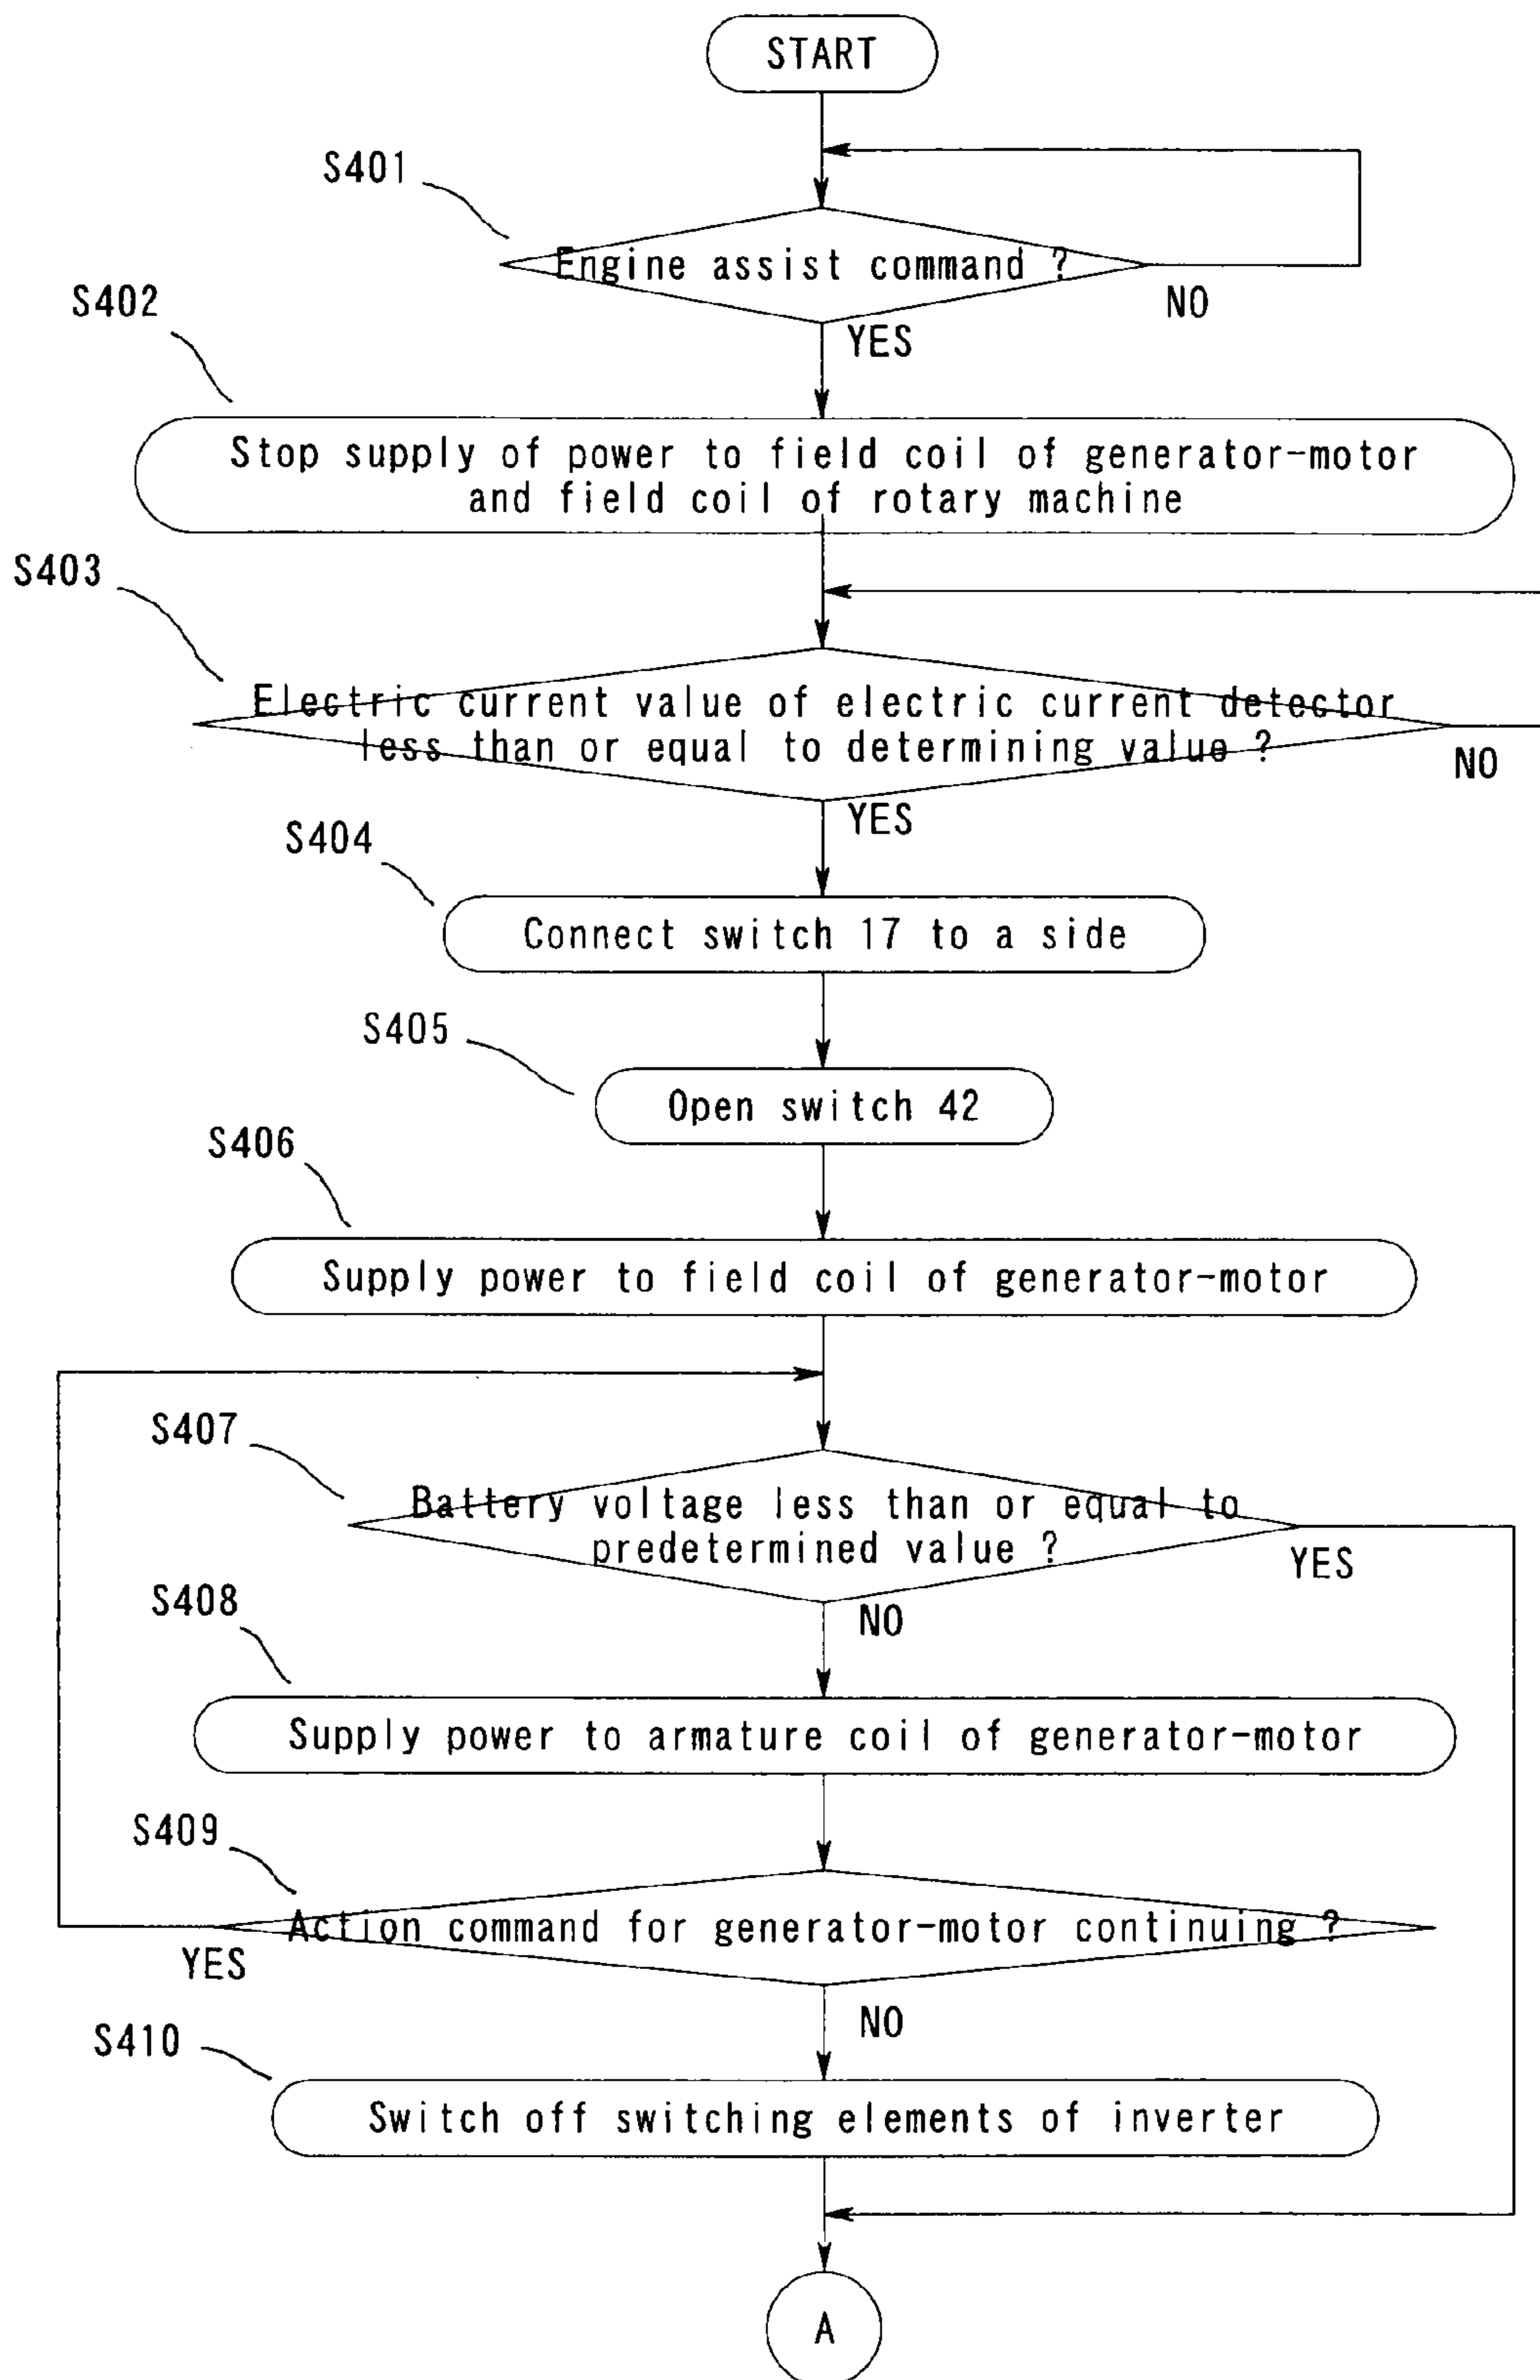 START
S401
Engine assist command ?
NO
S402
YES
Stop supply of power to field coil of generator-motor
and field coil of rotary machine
S403
Electric current value of electric current detector
less than or equal to determining value ?
NO
YES
S404
Connect switch 17 to a side
S405
Open switch 42
S406
Supply power to field coil of generator-motor
S407
Battery voltage less than or equal to
predetermined value ?
YES
S408
NO
Supply power to armature coil of generator-motor
S409
Action command for generator-motor continuing ?
YES
NO
S410
Switch off switching elements of inverter
A